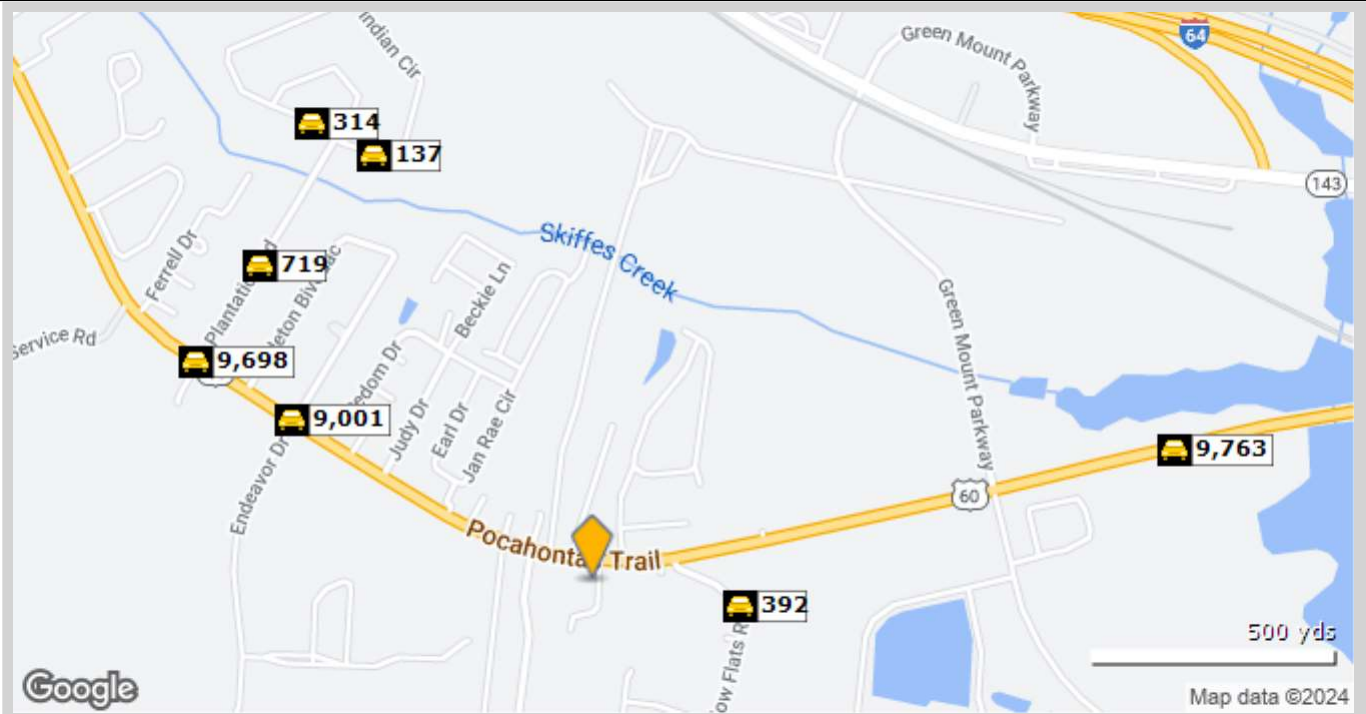 Indian Cir
Green Mount Parkway
64
314
137
143
Skiffes Creek
Ferrell Dr
719
Beckie Ln
Green Mount Parkway
Service Rd
9,698
9,001
Judy Dr
Earl Dr
Jan Rae Cir
9,763
60
Endeavor Dr
Pocahontas Trail
392
500 yds
Google
Map data ©2024